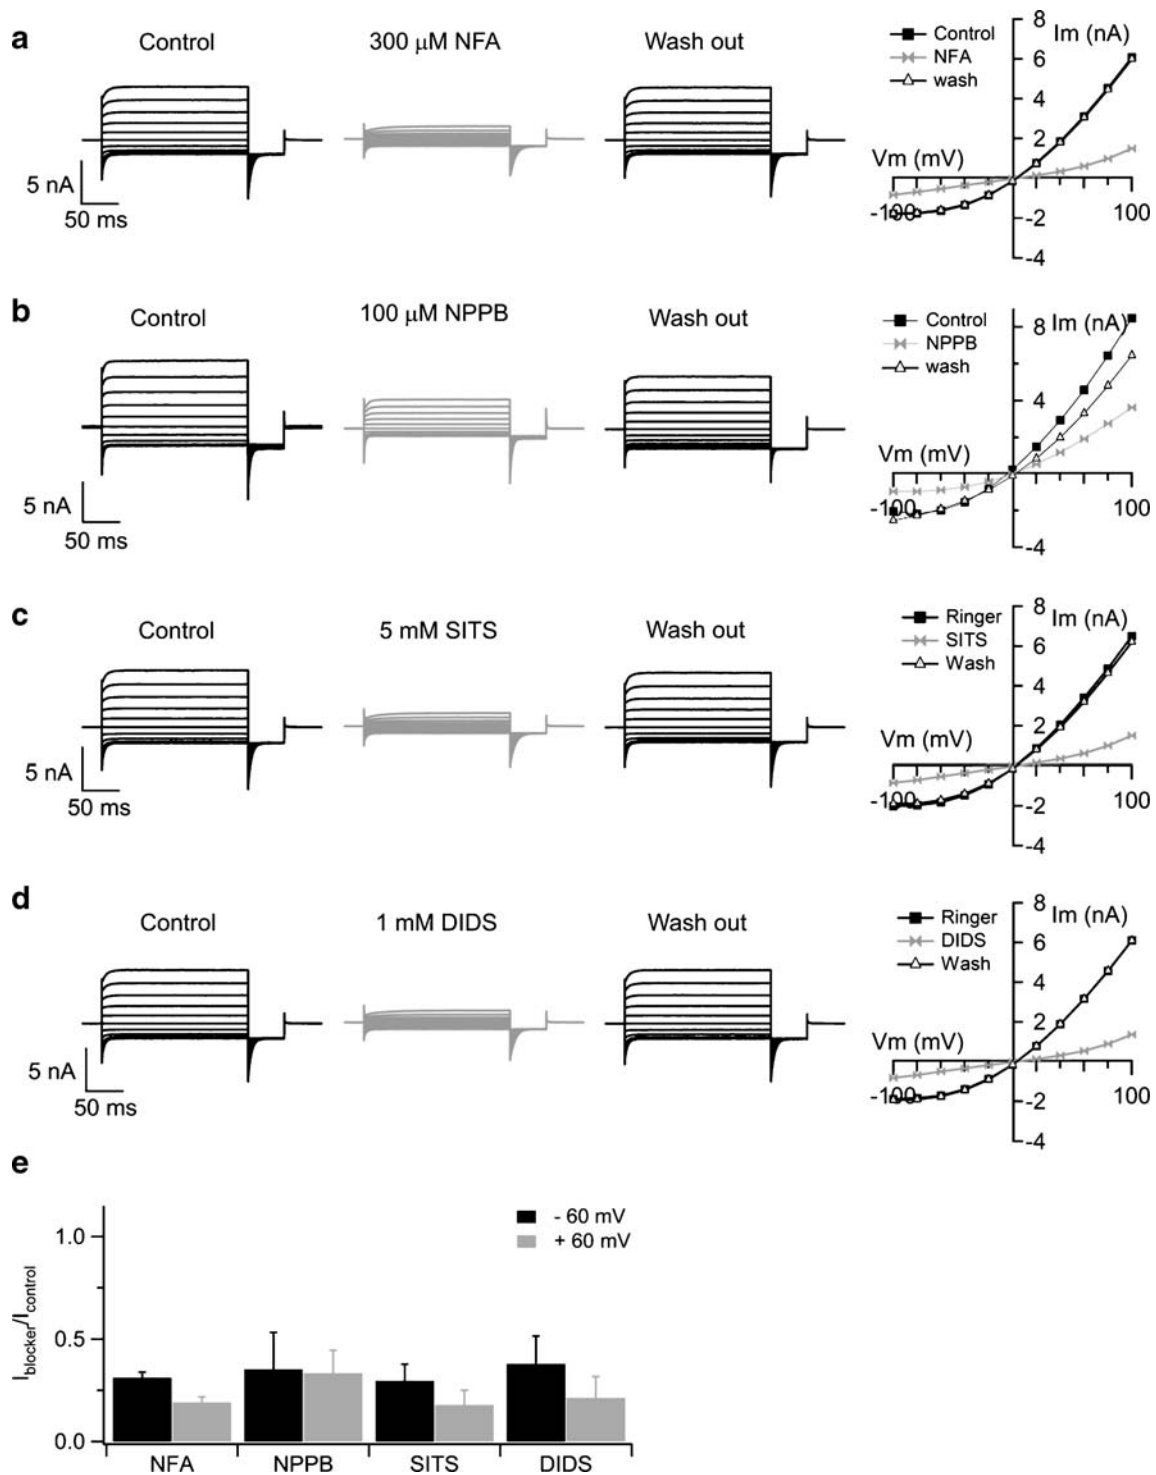 a
Control
300 μM NFA
Wash out
5 nA
50 ms
Control
NFA
wash
Im (nA)
8
6
4
2
-2
-4
Vm (mV)
-100
100
b
Control
100 μM NPPB
Wash out
5 nA
50 ms
Control
NPPB
wash
Im (nA)
8
4
-4
Vm (mV)
-100
100
c
Control
5 mM SITS
Wash out
5 nA
50 ms
Ringer
SITS
Wash
Im (nA)
8
6
4
2
-2
-4
Vm (mV)
-100
100
d
Control
1 mM DIDS
Wash out
5 nA
50 ms
Ringer
DIDS
Wash
Im (nA)
8
6
4
2
-2
-4
Vm (mV)
-100
100
e
- 60 mV
+ 60 mV
Iblocker/Icontrol
1.0
0.5
0.0
NFA
NPPB
SITS
DIDS